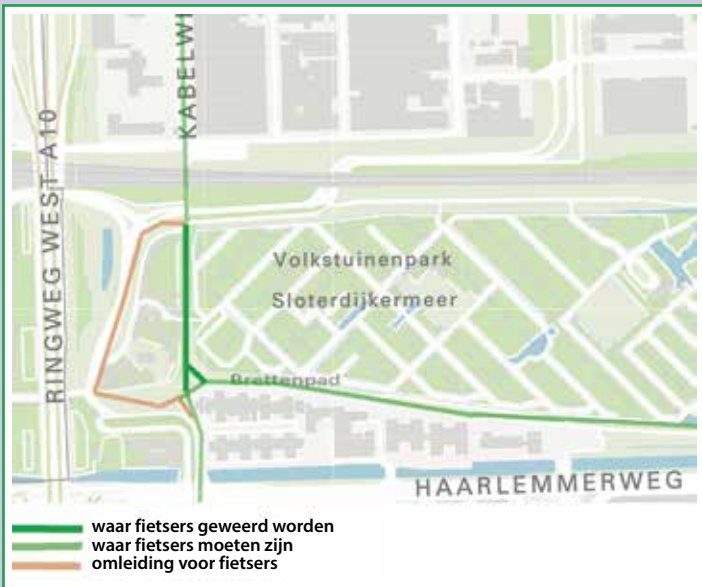 KABELW
RINGWEG WEST A10
Volkstuinenpark
Sloterdijkermeer
Brettenpad
HAARLEMMERWEG
waar fietsers geweerd worden
waar fietsers moeten zijn
omleiding voor fietsers